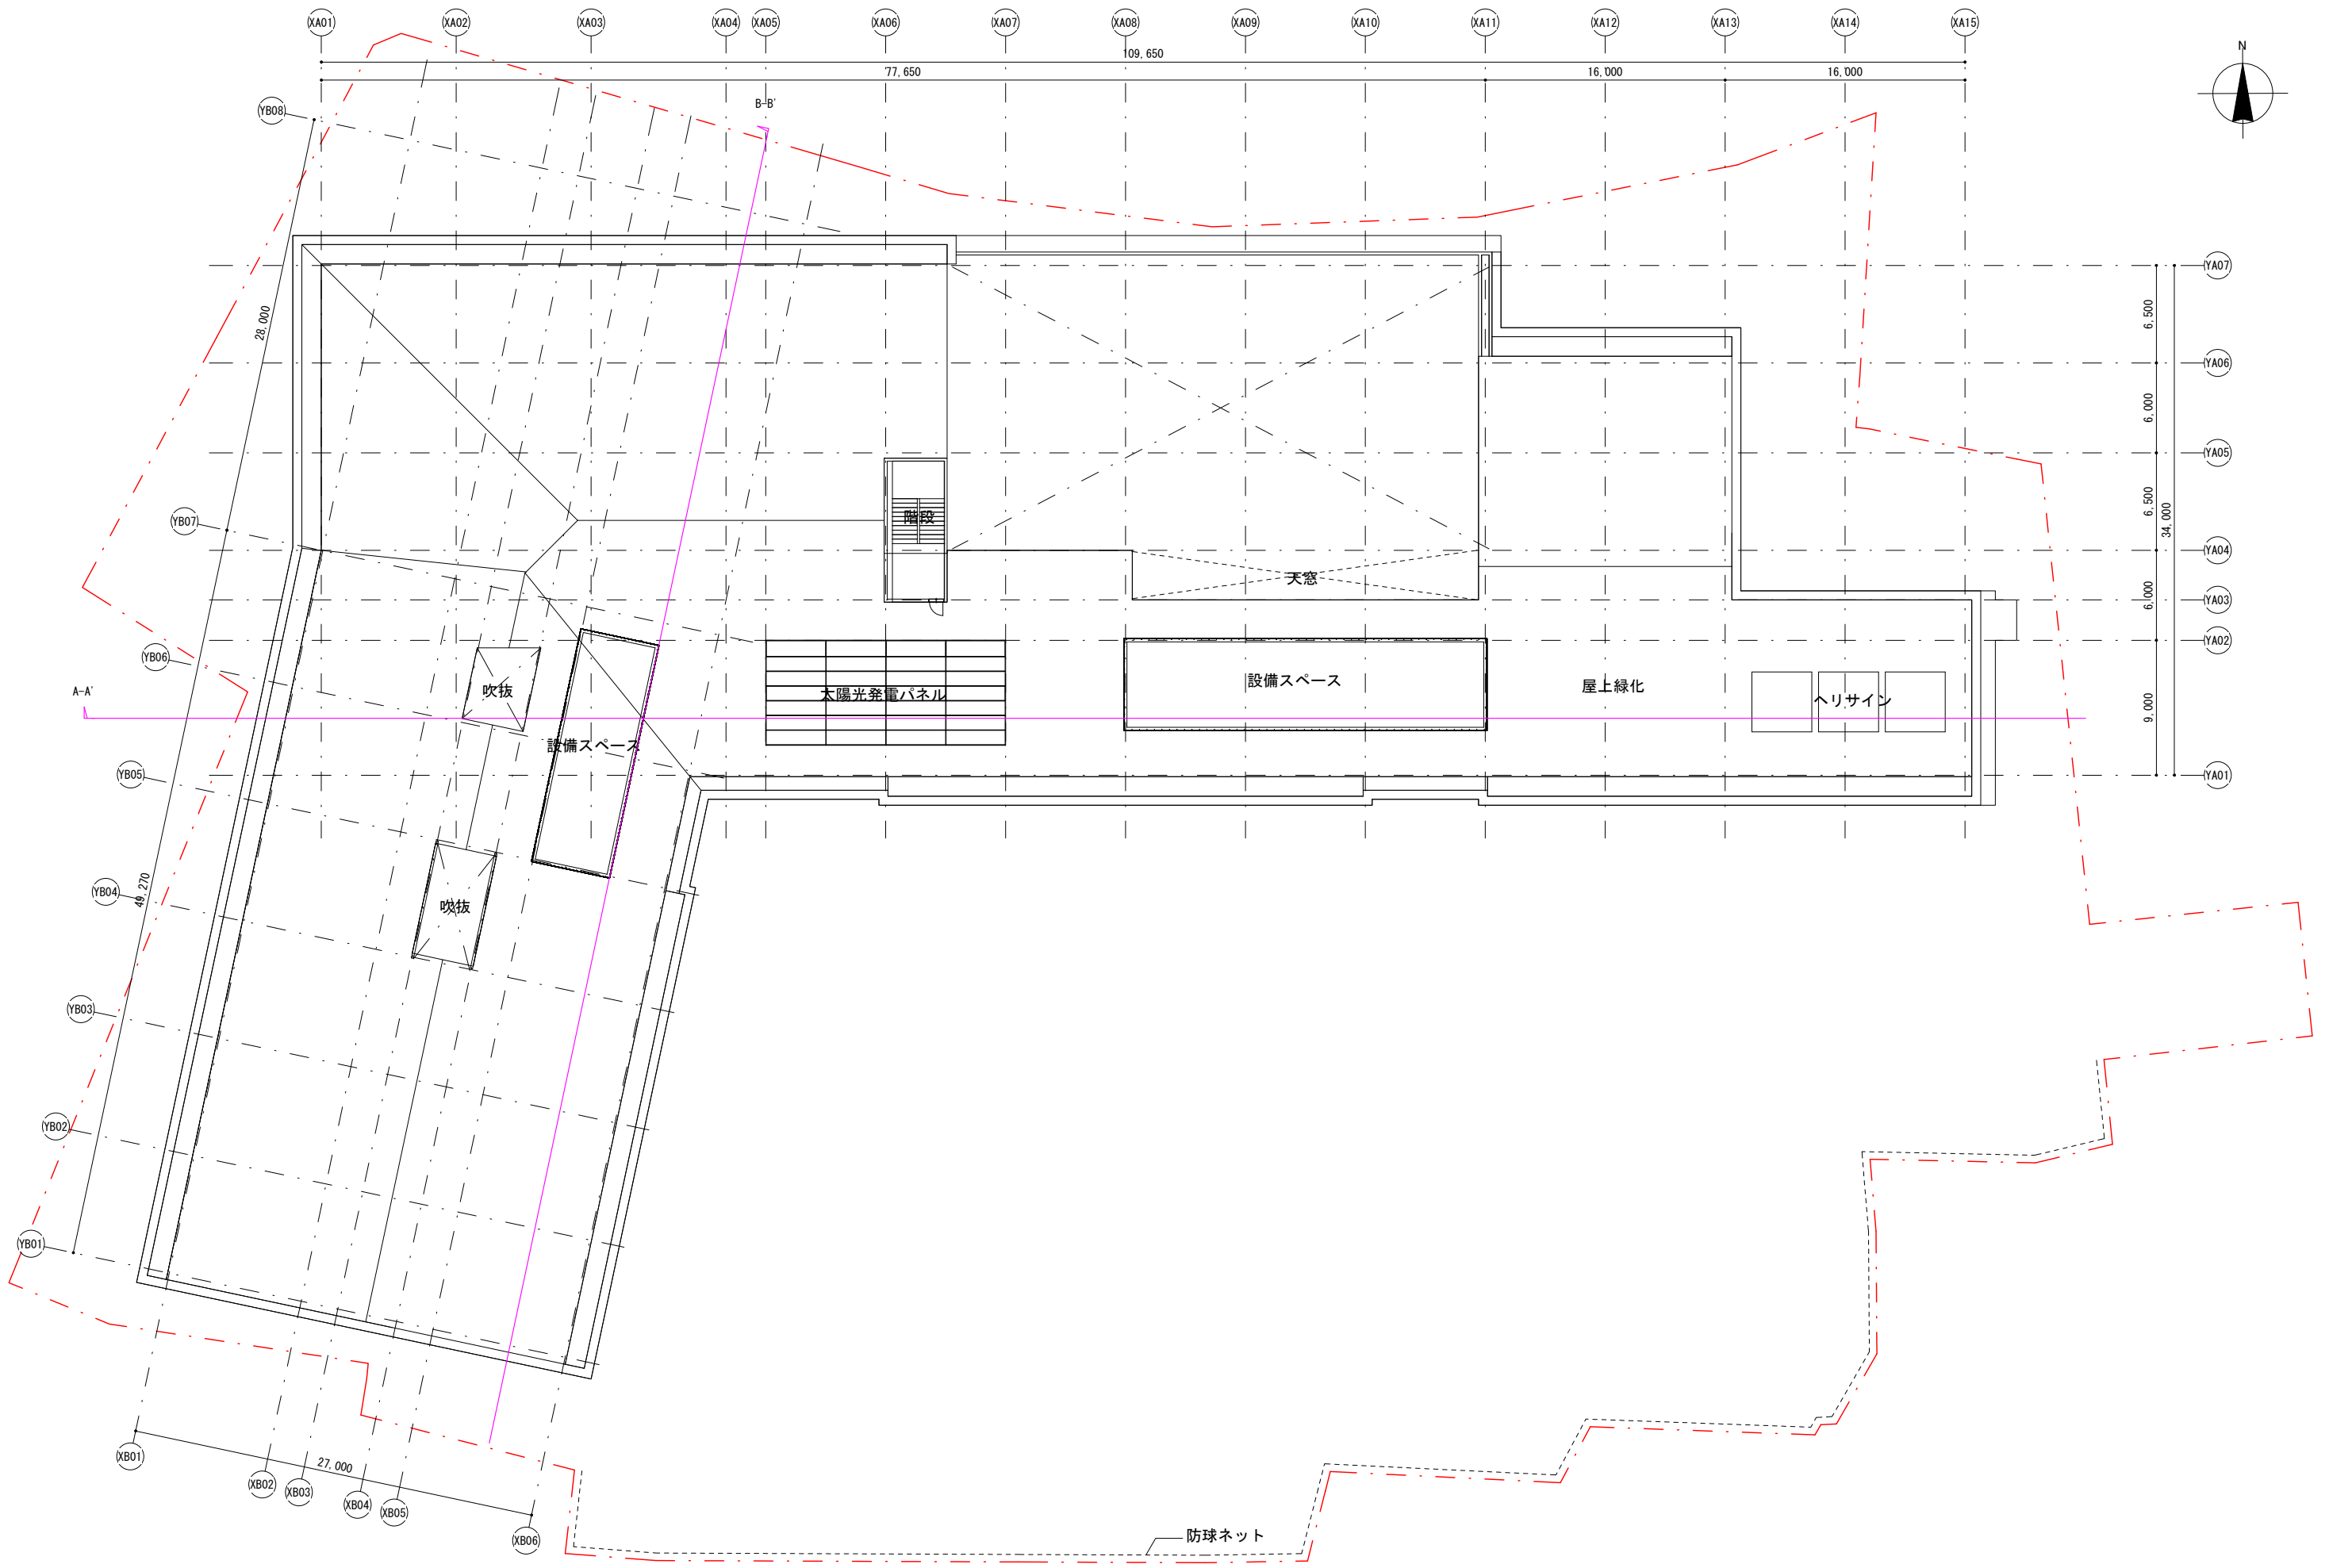 XA01 XA02 XA03 XA04 XA05 XA06 XA07 XA08 XA09 XA10 XA11 XA12 XA13 XA14 XA15
N
109,650
77,650 16,000 16,000
B-B'
YB08
YA07
28,000
6,500
YA06
6,000
YA05
6,500
YB07
階段
34,000
YA04
天窓
6,000
YA03
YA02
YB06
A-A'
吹抜
太陽光発電パネル
設備スペース
屋上緑化
ヘリサイン
9,000
設備スペース
YB05
YA01
YB04
49,270
吹抜
YB03
YB02
YB01
XB01
27,000
XB02
XB03
XB04
XB05
XB06
防球ネット